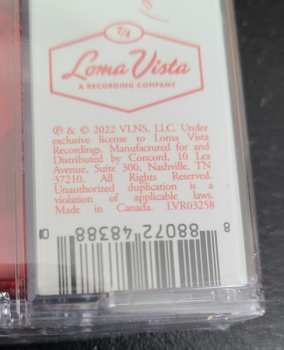 7/8
Loma Vista
A RECORDING COMPANY
℗ & © 2022 VLNS, LLC. Under
exclusive license to Loma Vista
Recordings. Manufactured for and
Distributed by Concord, 10 Lea
Avenue, Suite 300, Nashville, TN
37210. All Rights Reserved.
Unauthorized duplication is a
violation of applicable laws.
Made in Canada. LVR03258
8 88072 48388 0